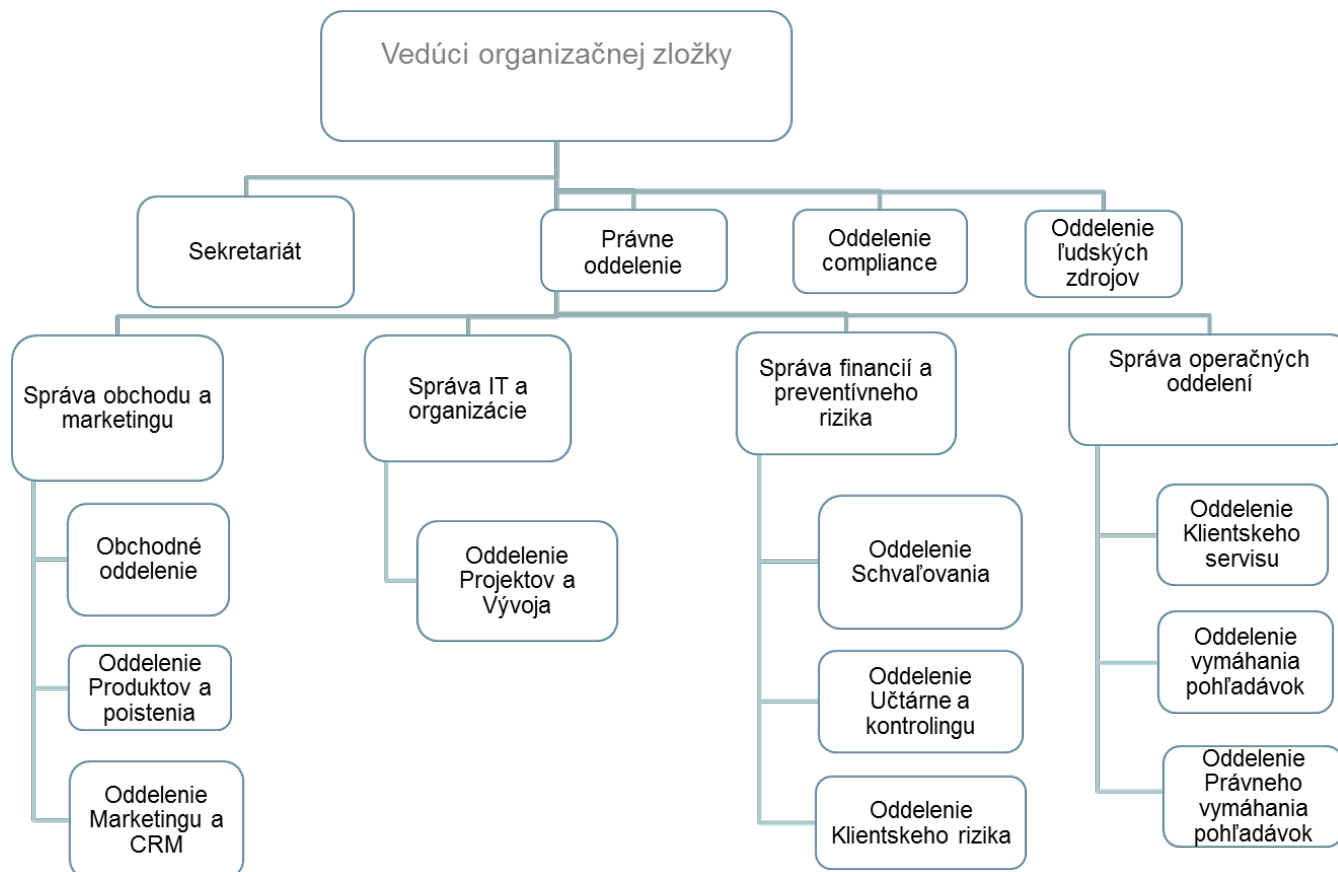 Vedúci organizačnej zložky
Sekretariát
Právne
oddelenie
Oddelenie
compliance
Oddelenie
ľudských
zdrojov
Správa obchodu a
marketingu
Správa IT a
organizácie
Správa financií a
preventívneho
rizika
Správa operačných
oddelení
Obchodné
oddelenie
Oddelenie
Produktov a
poistenia
Oddelenie
Marketingu a
CRM
Oddelenie
Projektov a
Vývoja
Oddelenie
Schvaľovania
Oddelenie
Učtárne a
kontrolingu
Oddelenie
Klientskeho rizika
Oddelenie
Klientskeho
servisu
Oddelenie
vymáhania
pohľadávok
Oddelenie
Právneho
vymáhania
pohľadávok